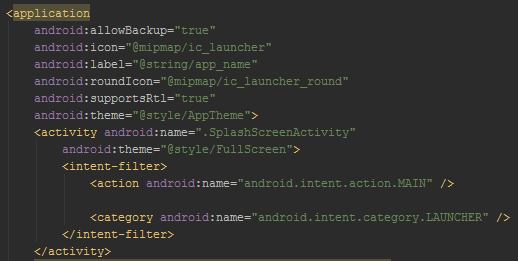 <application
android:allowBackup="true"
android:icon="@mipmap/ic_launcher"
android:label="@string/app_name"
android:roundIcon="@mipmap/ic_launcher_round"
android:supportsRtl="true"
android:theme="@style/AppTheme">
<activity android:name=".SplashScreenActivity"
android:theme="@style/FullScreen">
<intent-filter>
<action android:name="android.intent.action.MAIN" />
<category android:name="android.intent.category.LAUNCHER" />
</intent-filter>
</activity>